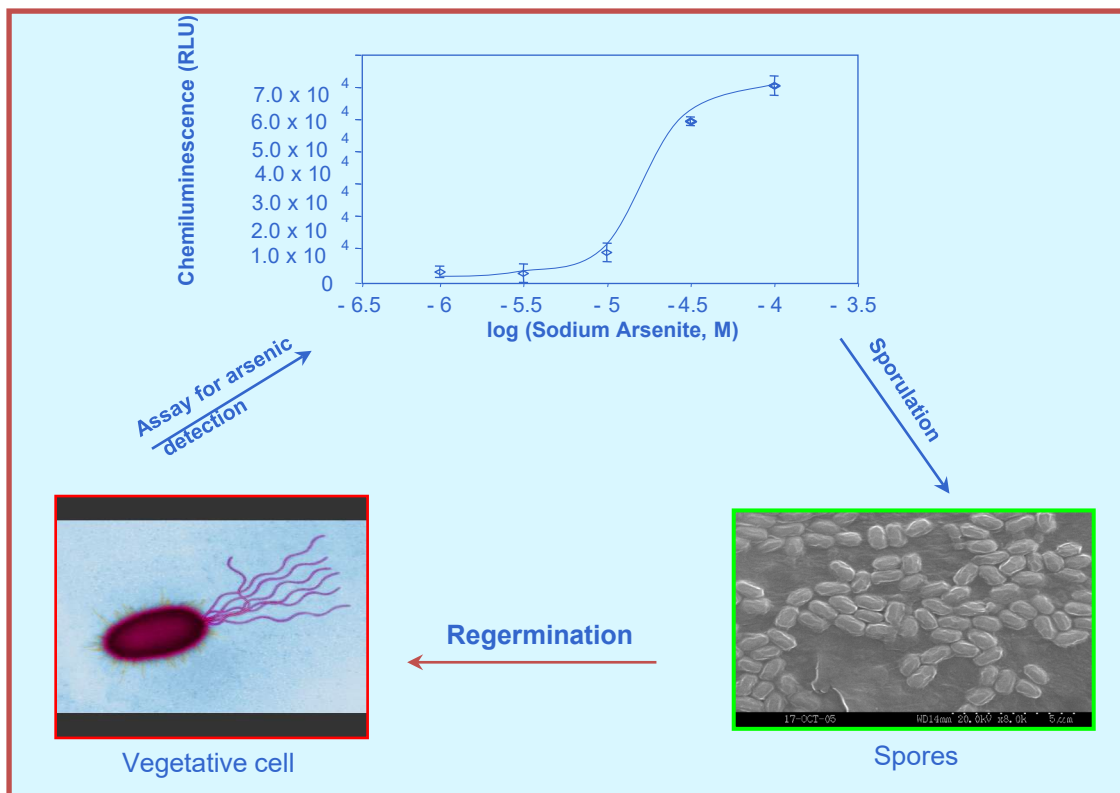 Chemiluminescence (RLU)
7.0 x 10 4
6.0 x 10 4
5.0 x 10 4
4.0 x 10 4
3.0 x 10 4
2.0 x 10 4
1.0 x 10 4
0
- 6.5 - 6 - 5.5 - 5 - 4.5 - 4 - 3.5
log (Sodium Arsenite, M)
Assay for arsenic
detection
Sporulation
Regermination
17-OCT-05 WD14mm 20.0kV x8.0k 5um
Vegetative cell
Spores